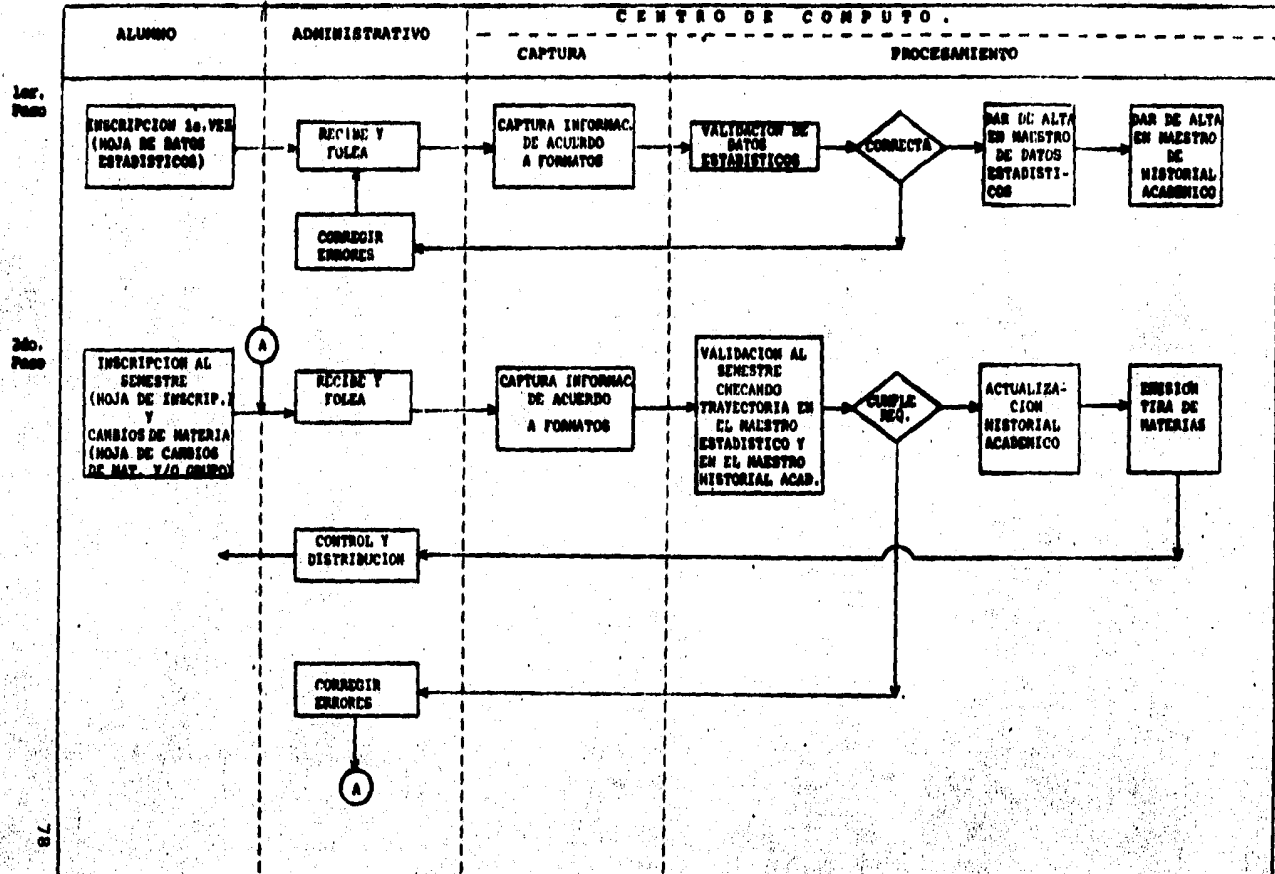 CENTRO DE COMPUTO.
ALUMNO
ADMINISTRATIVO
CAPTURA
PROCESAMIENTO
1er.
Paso
INSCRIPCION 1a.VEZ
(HOJA DE DATOS
ESTADISTICOS)
RECIBE Y
FOLEA
CAPTURA INFORMAC.
DE ACUERDO
A FORMATOS
VALIDACION DE
DATOS
ESTADISTICOS
CORRECTA
DAR DE ALTA
EN MAESTRO
DE DATOS
ESTADISTI-
COS
DAR DE ALTA
EN MAESTRO
DE
HISTORIAL
ACADEMICO
CORREGIR
ERRORES
2do.
Paso
A
INSCRIPCION AL
SEMESTRE
(HOJA DE INSCRIP.)
Y
CAMBIOS DE MATERIA
(HOJA DE CAMBIOS
DE MAT. Y/O GRUPO)
RECIBE Y
FOLEA
CAPTURA INFORMAC.
DE ACUERDO
A FORMATOS
VALIDACION AL
SEMESTRE
CHECANDO
TRAYECTORIA EN
EL MAESTRO
ESTADISTICO Y
EN EL MAESTRO
HISTORIAL ACAD.
CUMPLE
REQ.
ACTUALIZA-
CION
HISTORIAL
ACADEMICO
EMISION
TIRA DE
MATERIAS
CONTROL Y
DISTRIBUCION
CORREGIR
ERRORES
A
78